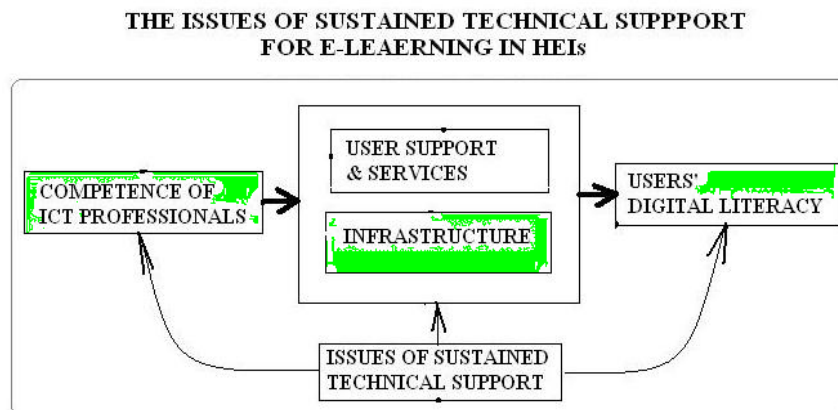 THE ISSUES OF SUSTAINED TECHNICAL SUPPPORT
FOR E-LEAERNING IN HEIs
USER SUPPORT
& SERVICES
COMPETENCE OF
ICT PROFESSIONALS
INFRASTRUCTURE
USERS'
DIGITAL LITERACY
ISSUES OF SUSTAINED
TECHNICAL SUPPORT